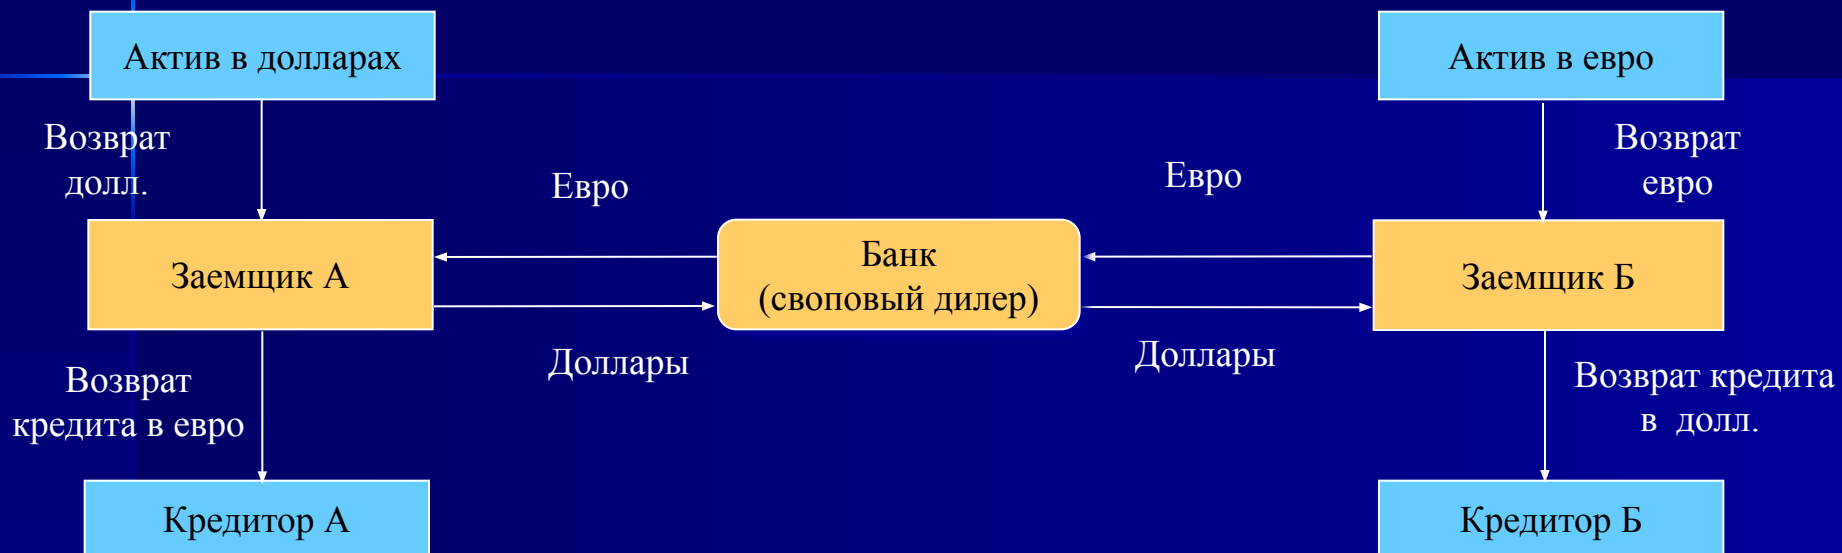 Актив в долларах
Актив в евро
Возврат
долл.
Возврат
евро
Евро
Евро
Заемщик А
Банк
(своповый дилер)
Заемщик Б
Доллары
Доллары
Возврат
кредита в евро
Возврат кредита
в долл.
Кредитор А
Кредитор Б